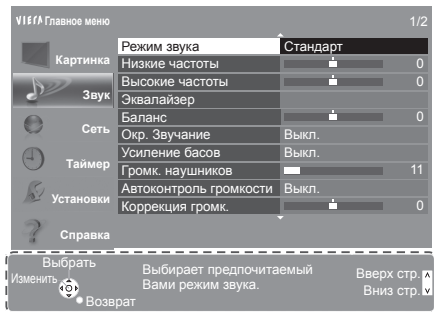 VIErA Главное меню 1/2
Картинка
Звук
Сеть
Таймер
Установки
Справка
Режим звука Стандарт
Низкие частоты 0
Высокие частоты 0
Эквалайзер
Баланс 0
Окр. Звучание Выкл.
Усиление басов Выкл.
Громк. наушников 11
Автоконтроль громкости Выкл.
Коррекция громк. 0
Выбрать
Изменить
Возврат
Выбирает предпочитаемый
Вами режим звука.
Вверх стр.
Вниз стр.